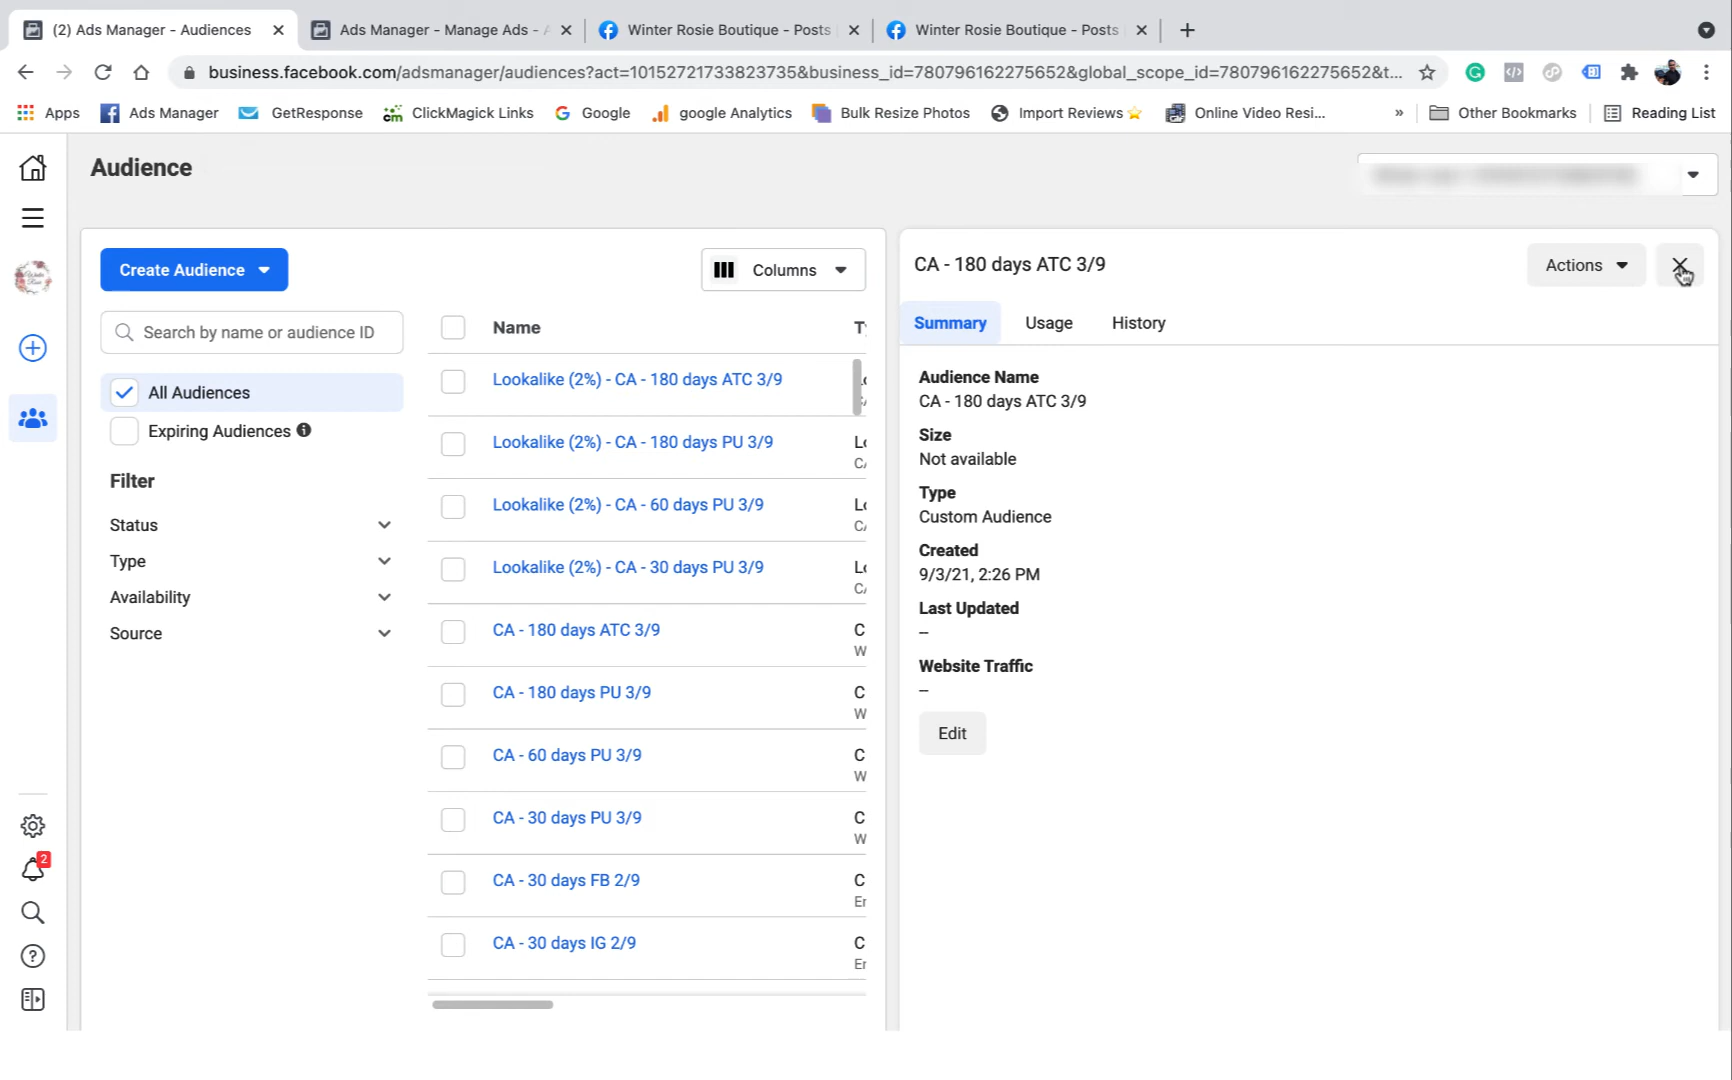 (2) Ads Manager - Audiences
Ads Manager - Manage Ads - A
Winter Rosie Boutique - Posts
Winter Rosie Boutique - Posts
business.facebook.com/adsmanager/audiences?act=10152721733823735&business_id=780796162275652&global_scope_id=780796162275652&t...
Apps
Ads Manager
GetResponse
ClickMagick Links
Google
google Analytics
Bulk Resize Photos
Import Reviews
Online Video Resi...
»
Other Bookmarks
Reading List
Audience
Create Audience
Columns
Search by name or audience ID
All Audiences
Expiring Audiences
Filter
Status
Type
Availability
Source
Name
Lookalike (2%) - CA - 180 days ATC 3/9
Lookalike (2%) - CA - 180 days PU 3/9
Lookalike (2%) - CA - 60 days PU 3/9
Lookalike (2%) - CA - 30 days PU 3/9
CA - 180 days ATC 3/9
CA - 180 days PU 3/9
CA - 60 days PU 3/9
CA - 30 days PU 3/9
CA - 30 days FB 2/9
CA - 30 days IG 2/9
CA - 180 days ATC 3/9
Actions
Summary
Usage
History
Audience Name
CA - 180 days ATC 3/9
Size
Not available
Type
Custom Audience
Created
9/3/21, 2:26 PM
Last Updated
--
Website Traffic
--
Edit
2